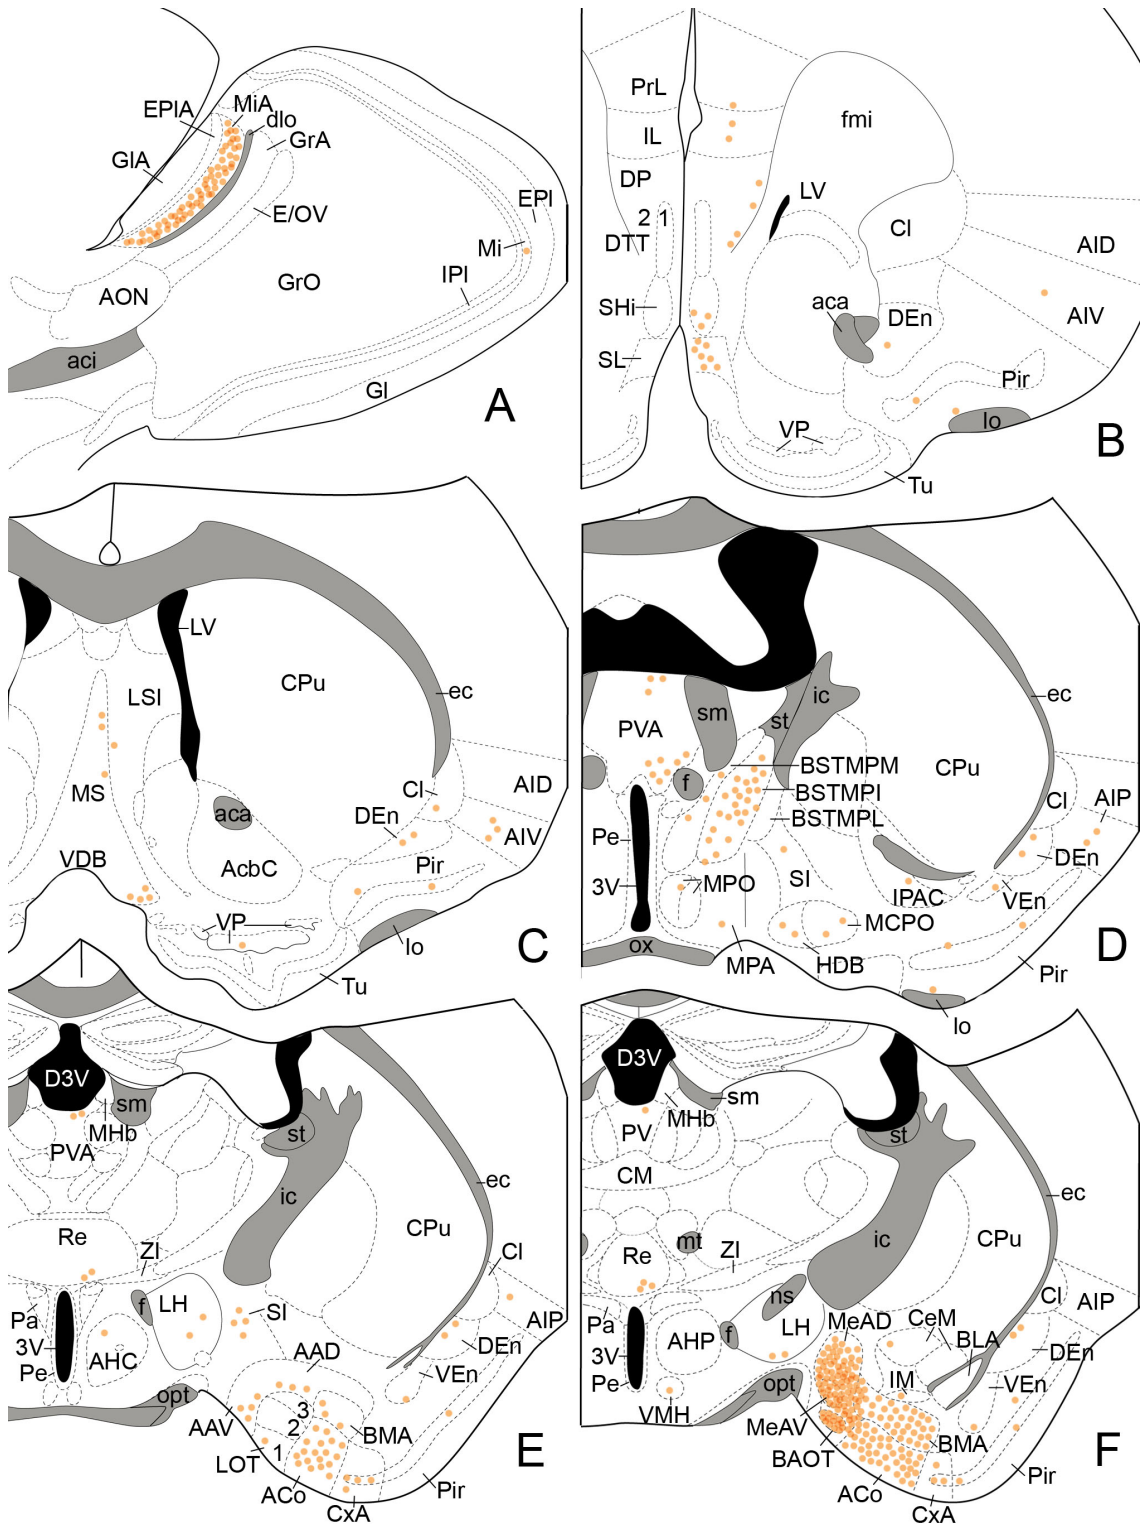 EPlA
MiA
dlo
GrA
GlA
E/OV
EPl
Mi
AON
GrO
IPl
aci
Gl
A
PrL
IL
fmi
DP
LV
2 1
DTT
Cl
AID
SHi
aca
DEn
AIV
SL
Pir
lo
VP
Tu
B
LV
LSI
CPu
ec
MS
Cl
AID
aca
DEn
AIV
VDB
AcbC
Pir
VP
lo
Tu
C
ic
sm
st
ec
PVA
BSTMPM
CPu
f
BSTMPI
Cl
AIP
BSTMPL
Pe
DEn
3V
MPO
SI
IPAC
VEn
MCPO
ox
MPA
HDB
Pir
lo
D
D3V
sm
MHb
st
PVA
ec
ic
CPu
Re
ZI
Cl
f
LH
SI
AIP
Pa
3V
AHC
AAD
DEn
Pe
VEn
opt
3
AAV
2
BMA
LOT
1
ACo
Pir
CxA
E
D3V
sm
MHb
PV
st
CM
ec
mt
ZI
ic
CPu
Re
ns
Cl
AIP
Pa
LH
MeAD
CeM
3V
AHP
f
BLA
DEn
Pe
opt
IM
VEn
VMH
MeAV
BMA
BAOT
Pir
ACo
CxA
F